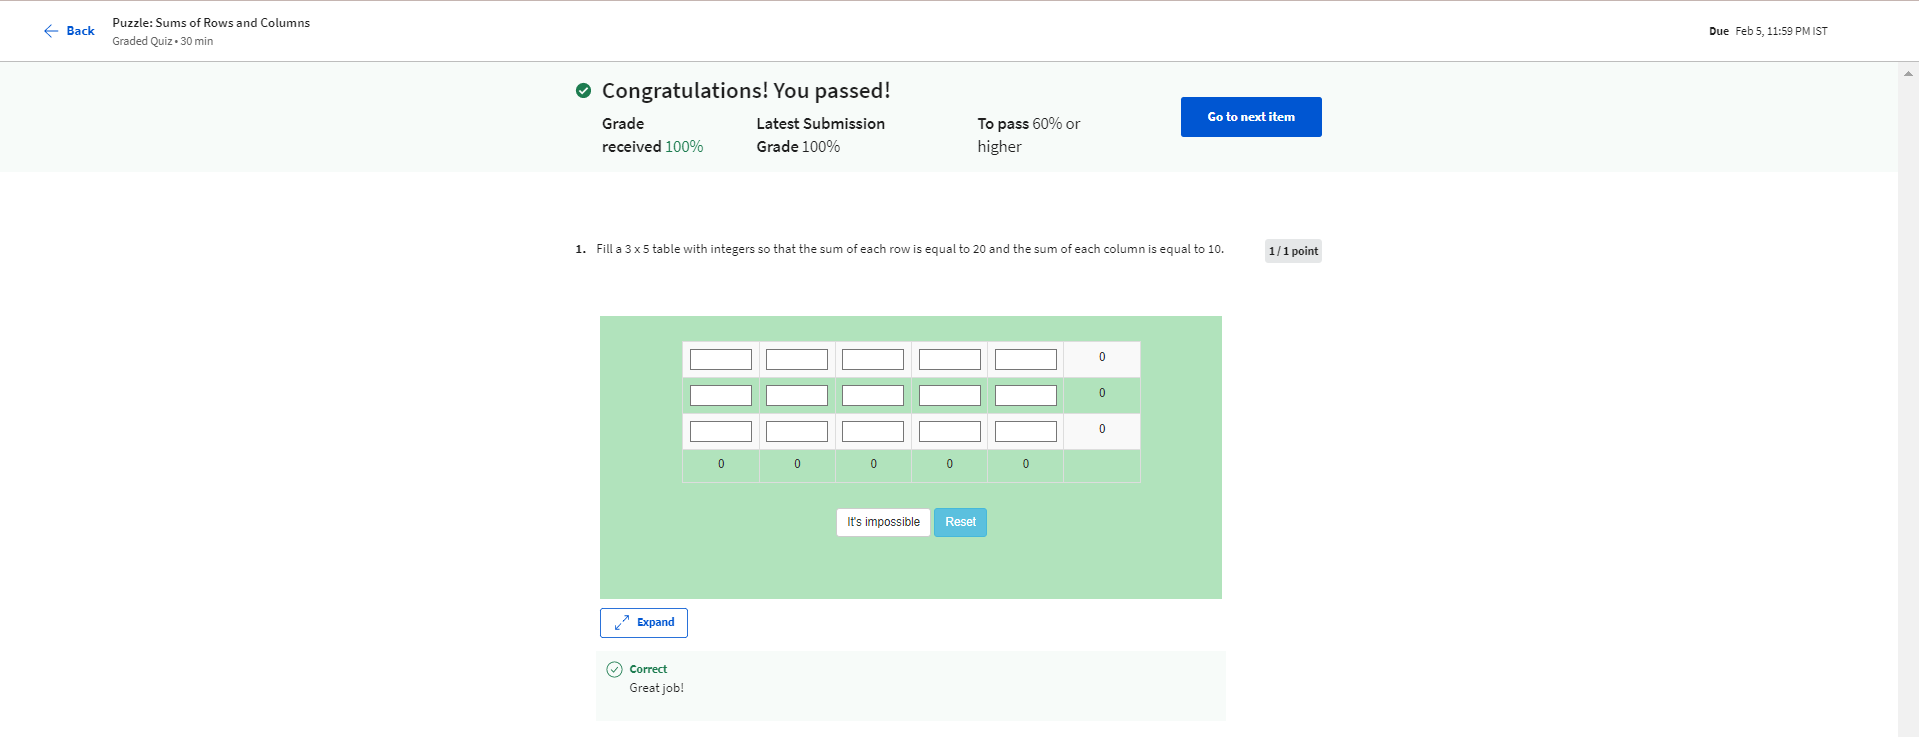 Back
Puzzle: Sums of Rows and Columns
Graded Quiz • 30 min
Due Feb 5, 11:59 PM IST
Congratulations! You passed!
Grade received 100%
Latest Submission Grade 100%
To pass 60% or higher
Go to next item
1. Fill a 3 x 5 table with integers so that the sum of each row is equal to 20 and the sum of each column is equal to 10.
1 / 1 point
0
0
0
0 0 0 0 0
It's impossible Reset
Expand
Correct
Great job!